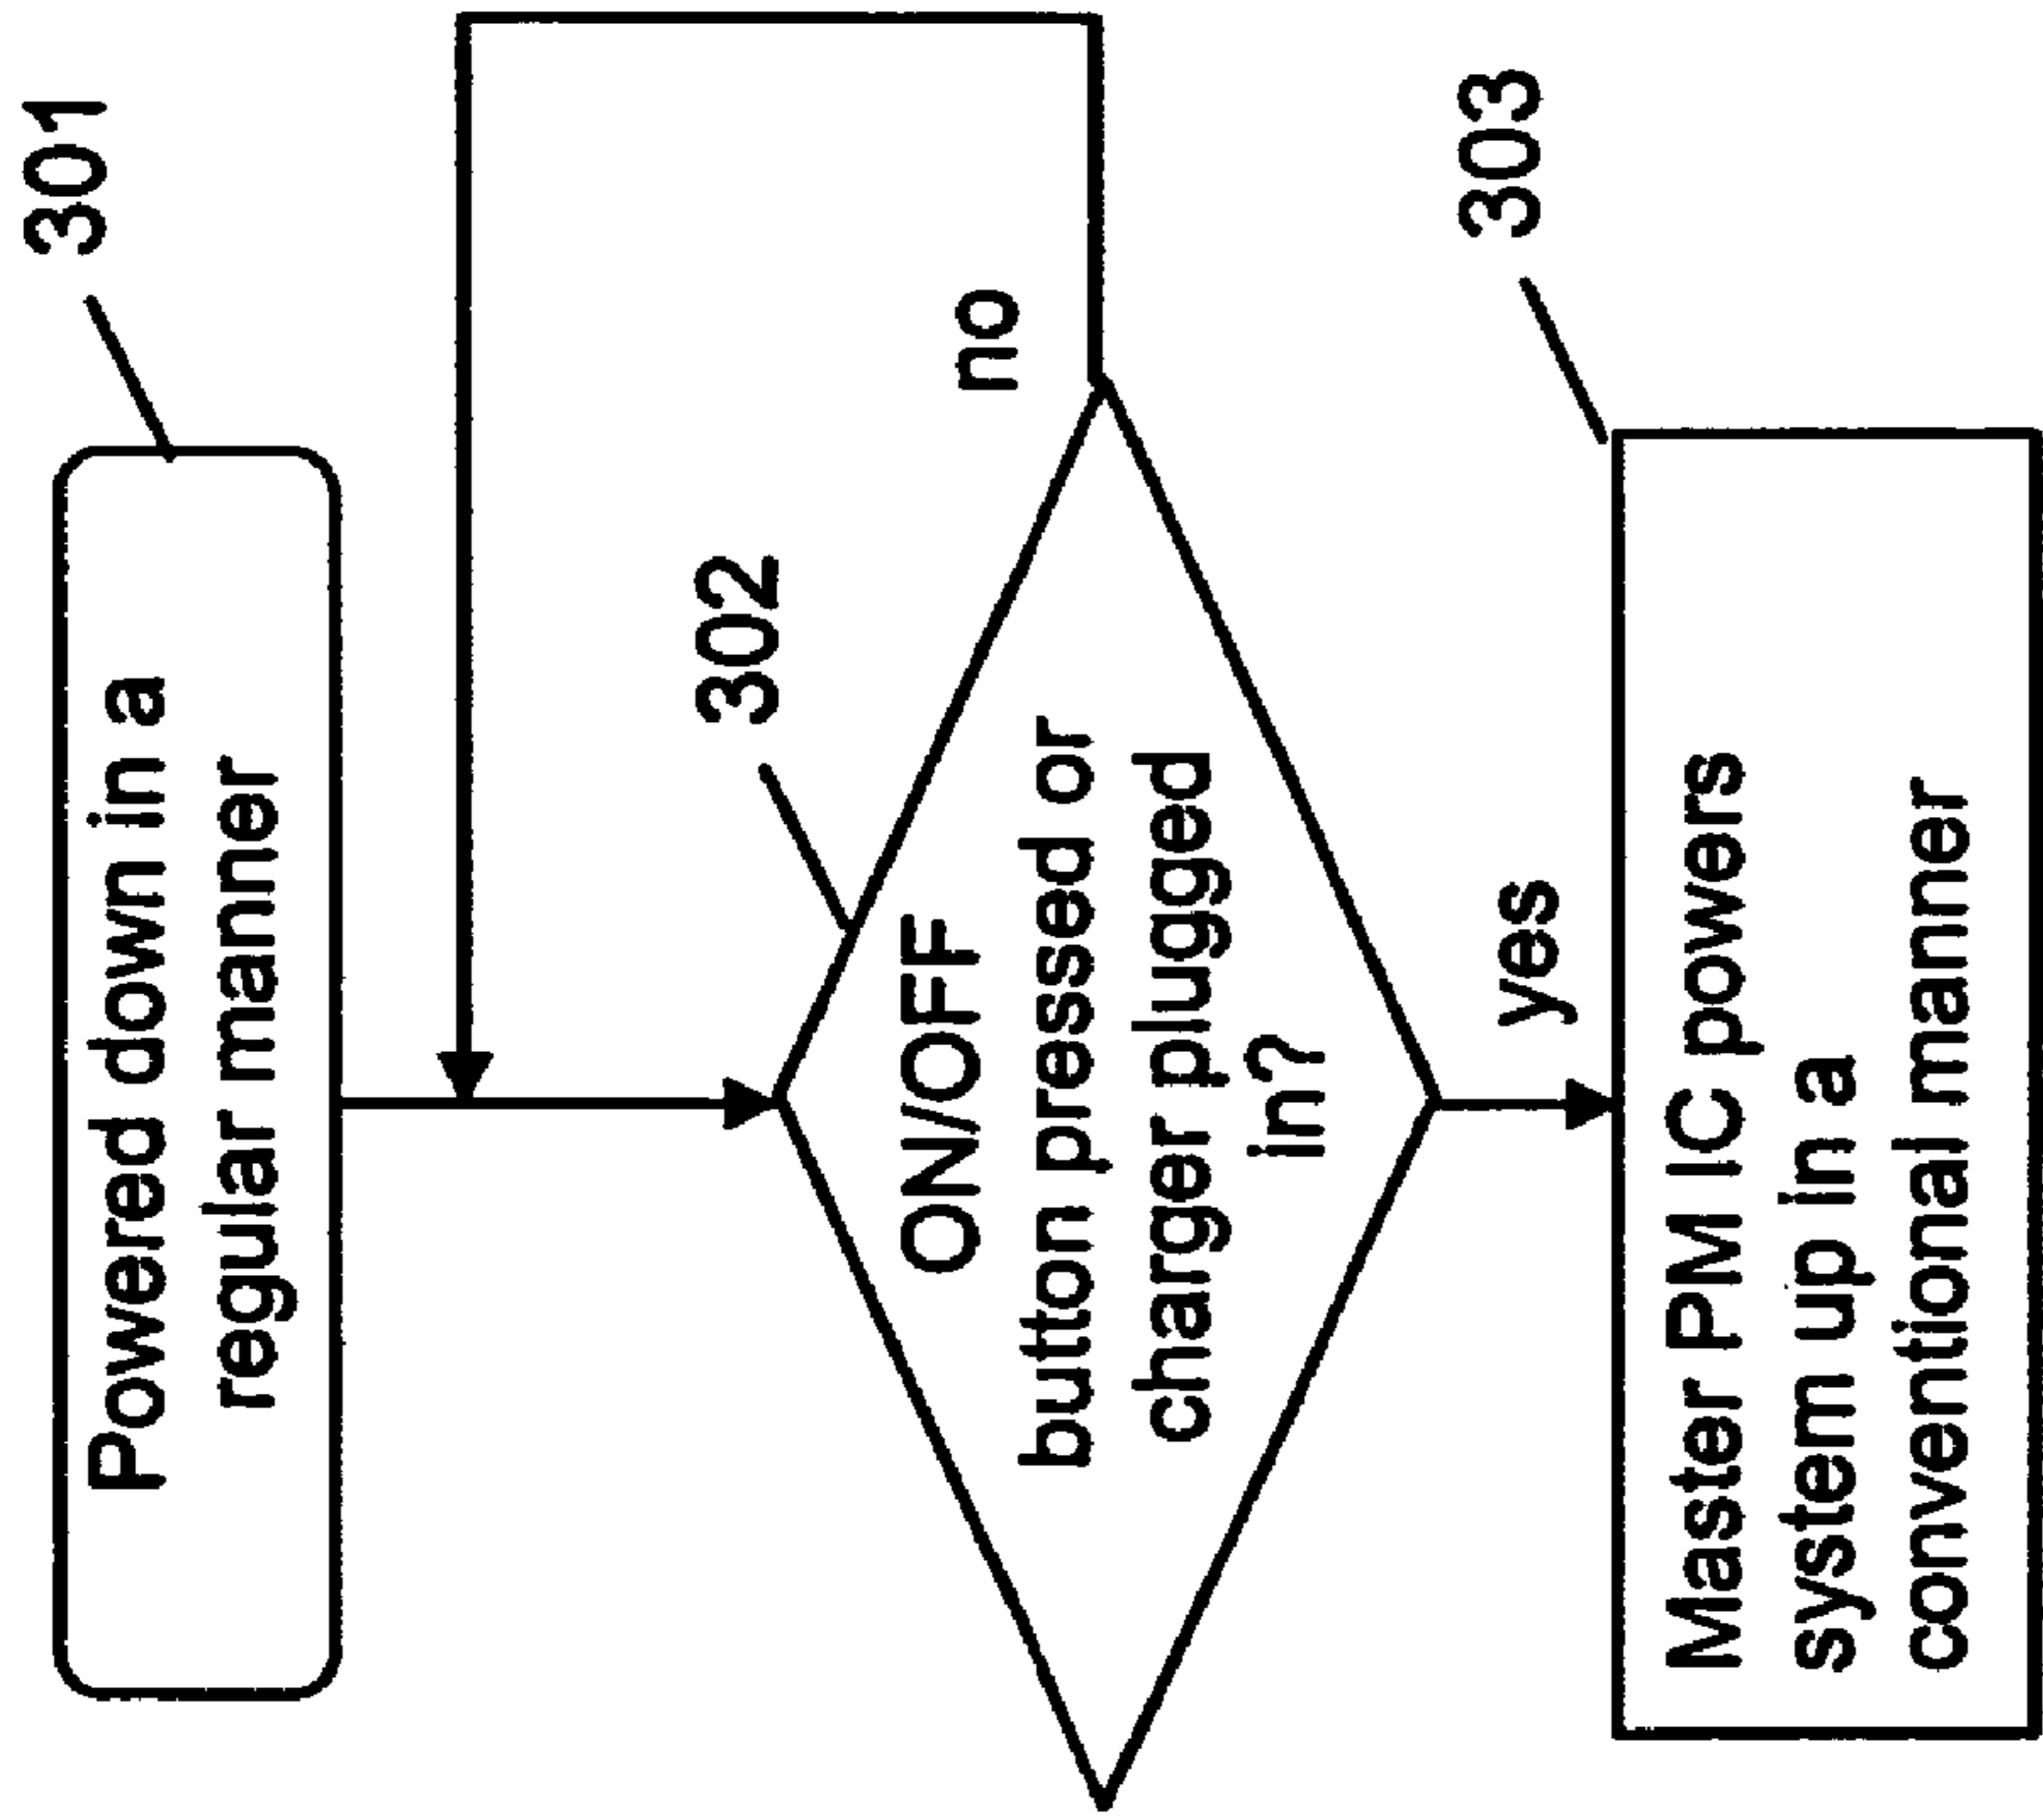 301
Powered down in a
regular manner
302
no
ON/OFF
button pressed or
charger plugged
in?
yes
303
Master PM IC powers
system up in a
conventional manner